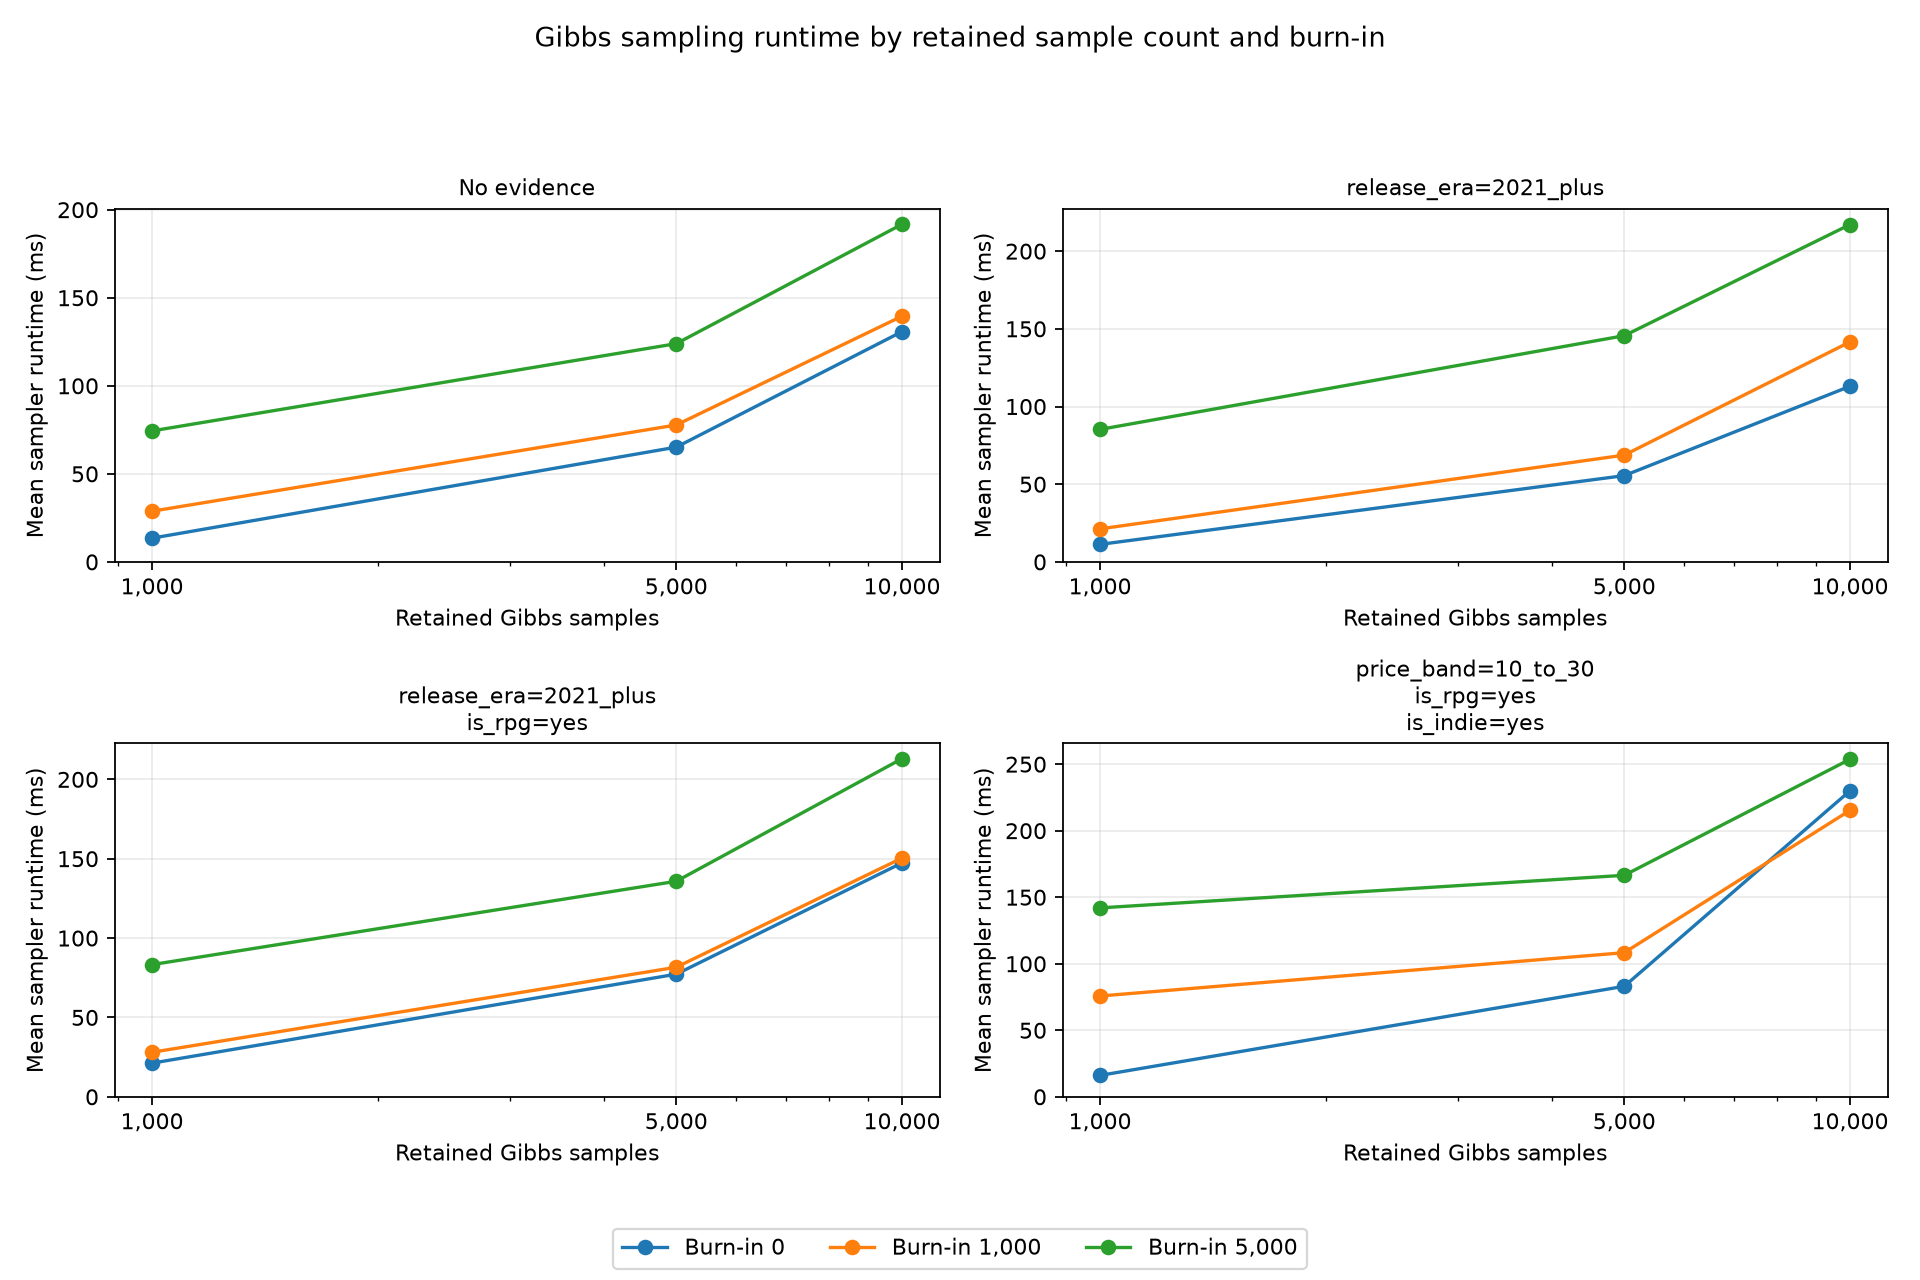 Gibbs sampling runtime by retained sample count and burn-in
No evidence
Mean sampler runtime (ms)
200
150
100
50
0
1,000
5,000
10,000
Retained Gibbs samples
release_era=2021_plus
Mean sampler runtime (ms)
200
150
100
50
0
1,000
5,000
10,000
Retained Gibbs samples
release_era=2021_plus
is_rpg=yes
Mean sampler runtime (ms)
200
150
100
50
0
1,000
5,000
10,000
Retained Gibbs samples
price_band=10_to_30
is_rpg=yes
is_indie=yes
Mean sampler runtime (ms)
250
200
150
100
50
0
1,000
5,000
10,000
Retained Gibbs samples
Burn-in 0
Burn-in 1,000
Burn-in 5,000